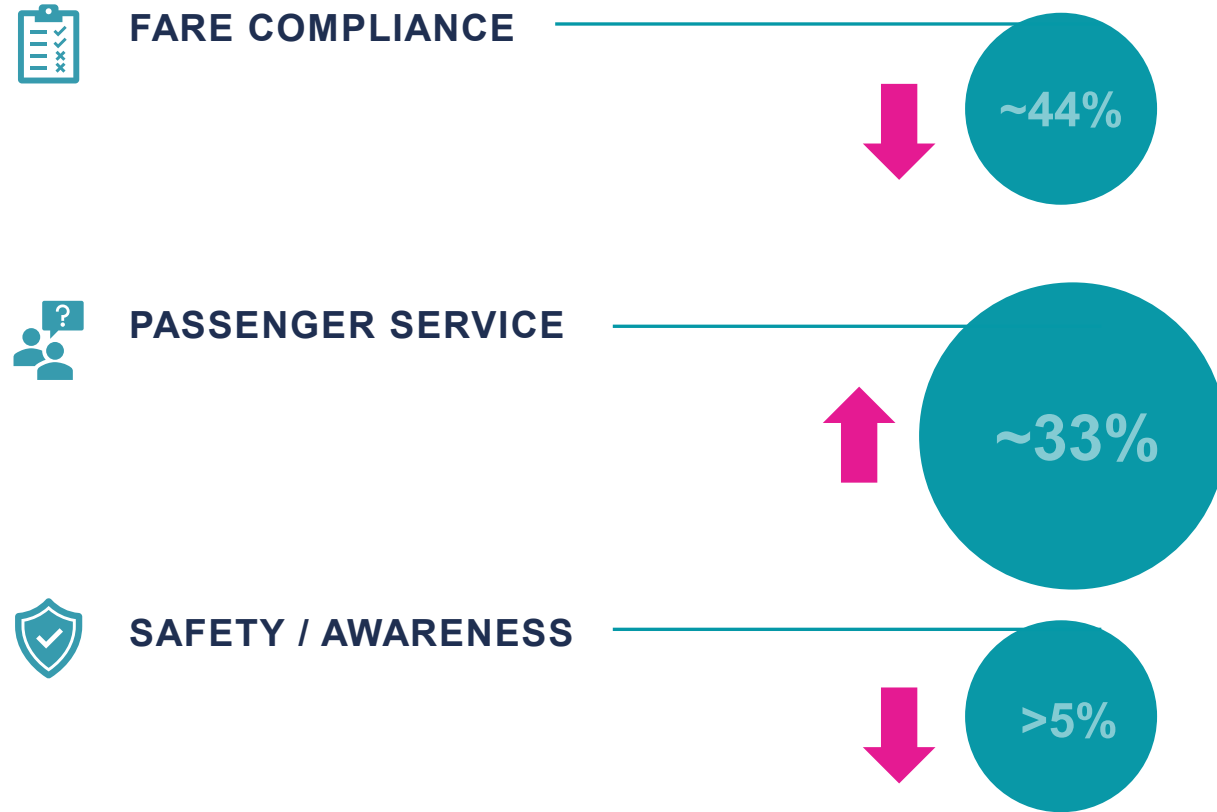 FARE COMPLIANCE
~44%
?
PASSENGER SERVICE
~33%
SAFETY / AWARENESS
>5%